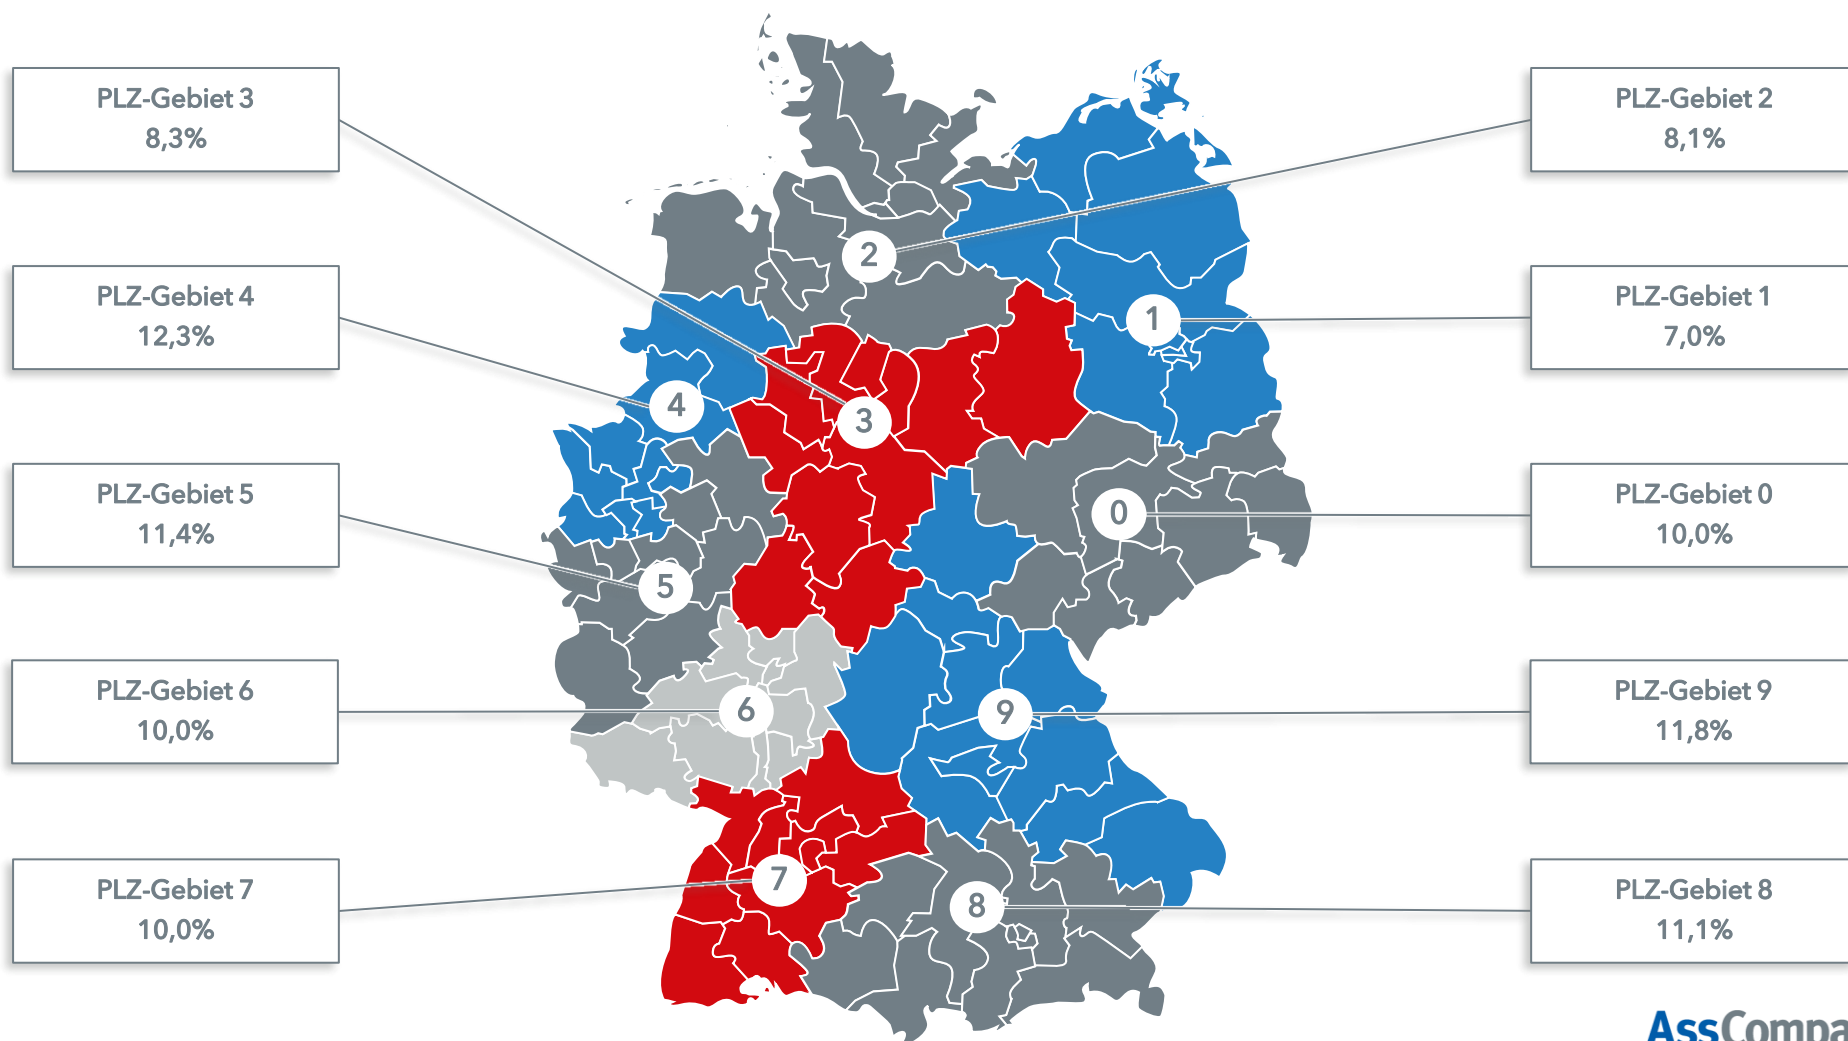 PLZ-Gebiet 3
8,3%
PLZ-Gebiet 4
12,3%
PLZ-Gebiet 5
11,4%
PLZ-Gebiet 6
10,0%
PLZ-Gebiet 7
10,0%
2
1
4
3
0
5
6
9
7
8
PLZ-Gebiet 2
8,1%
PLZ-Gebiet 1
7,0%
PLZ-Gebiet 0
10,0%
PLZ-Gebiet 9
11,8%
PLZ-Gebiet 8
11,1%
AssCompa